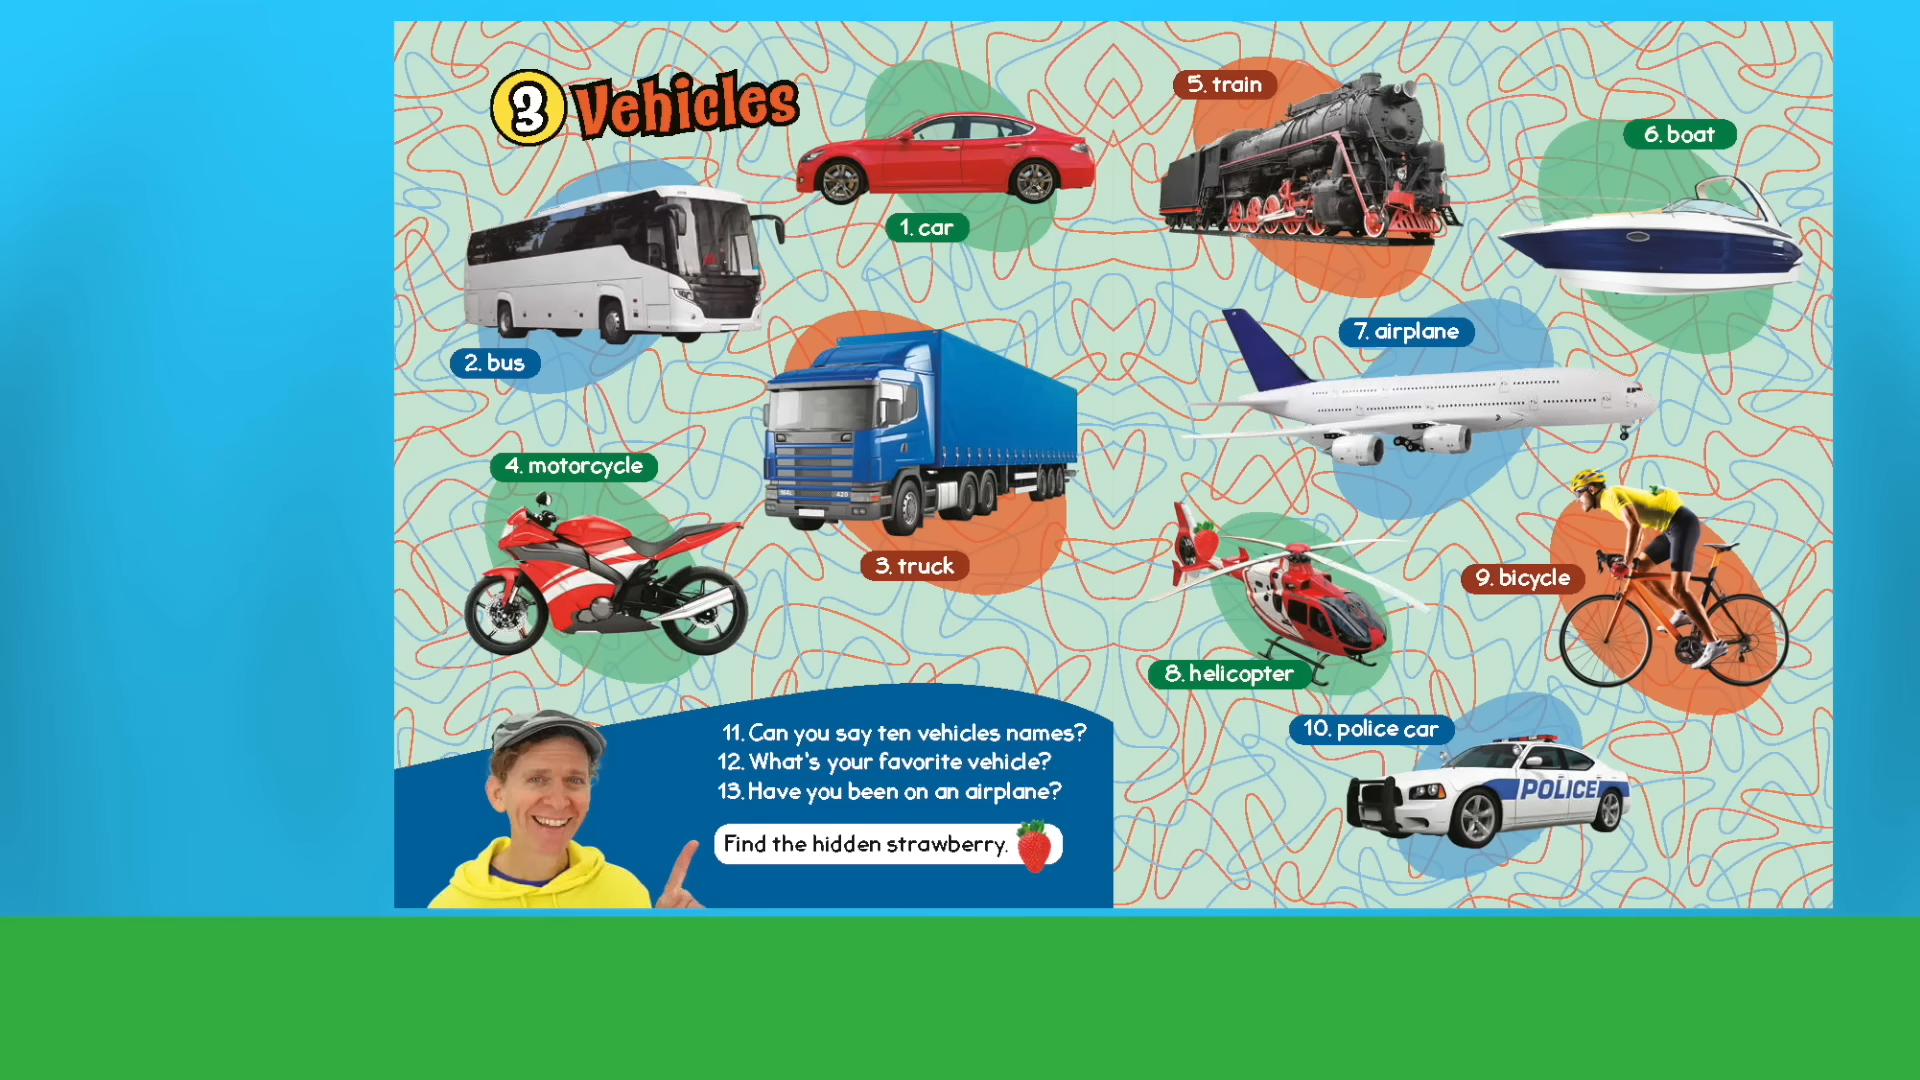 3 Vehicles
1. car
2. bus
3. truck
4. motorcycle
5. train
6. boat
7. airplane
8. helicopter
9. bicycle
10. police car
POLICE
11. Can you say ten vehicles names?
12. What's your favorite vehicle?
13. Have you been on an airplane?
Find the hidden strawberry.